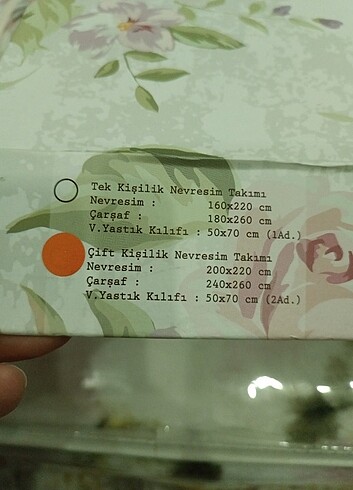 Tek Kişilik Nevresim Takımı
Nevresim : 160x220 cm
Çarşaf : 180x260 cm
V.Yastık Kılıfı : 50x70 cm (1Ad.)
Çift Kişilik Nevresim Takımı
Nevresim : 200x220 cm
Çarşaf : 240x260 cm
V.Yastık Kılıfı : 50x70 cm (2Ad.)